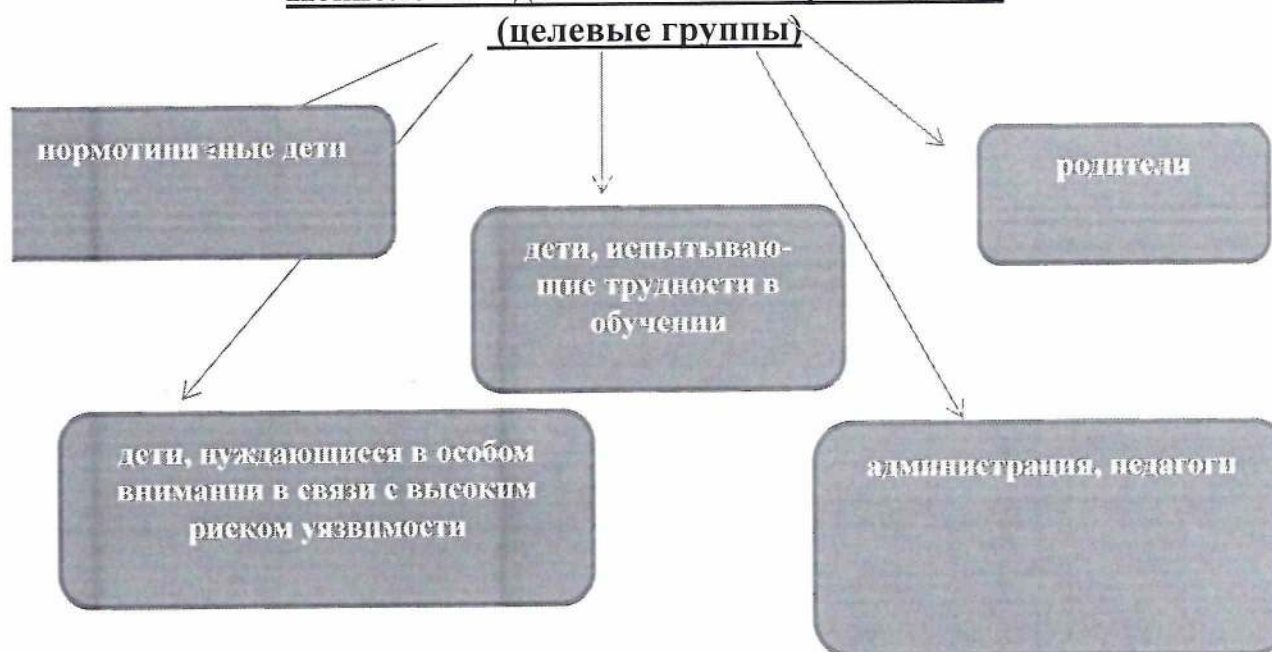 (целевые группы)
нормотипичные дети
родители
дети, испытываю-
щие трудности в
обучении
дети, нуждающиеся в особом
внимании в связи с высоким
риском уязвимости
администрация, педагоги